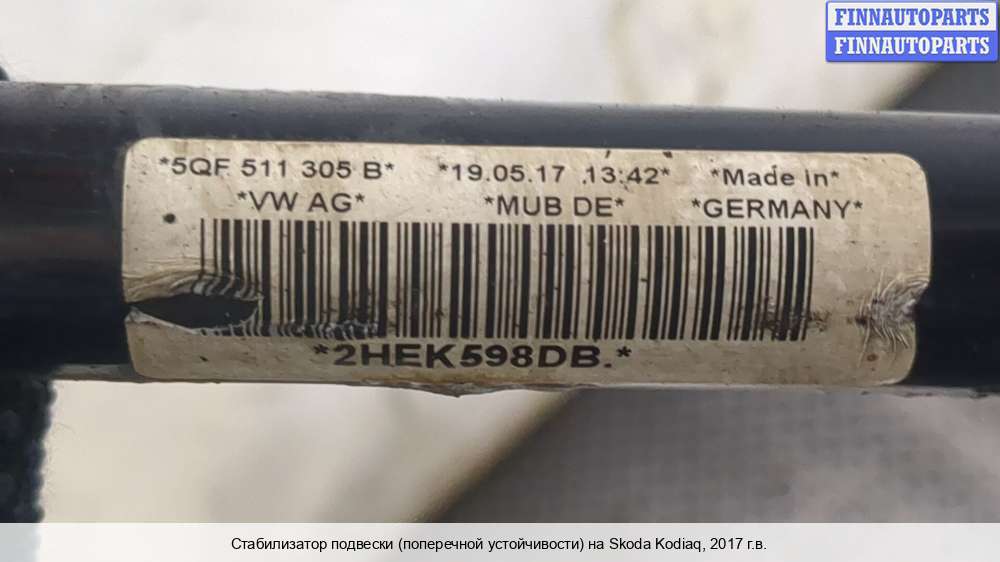 FINNAUTOPARTS
FINNAUTOPARTS
*5QF 511 305 B* *19.05.17 13:42* *Made in*
*VW AG* *MUB DE* *GERMANY*
*2HEK598DB.*
Стабилизатор подвески (поперечной устойчивости) на Skoda Kodiaq, 2017 г.в.